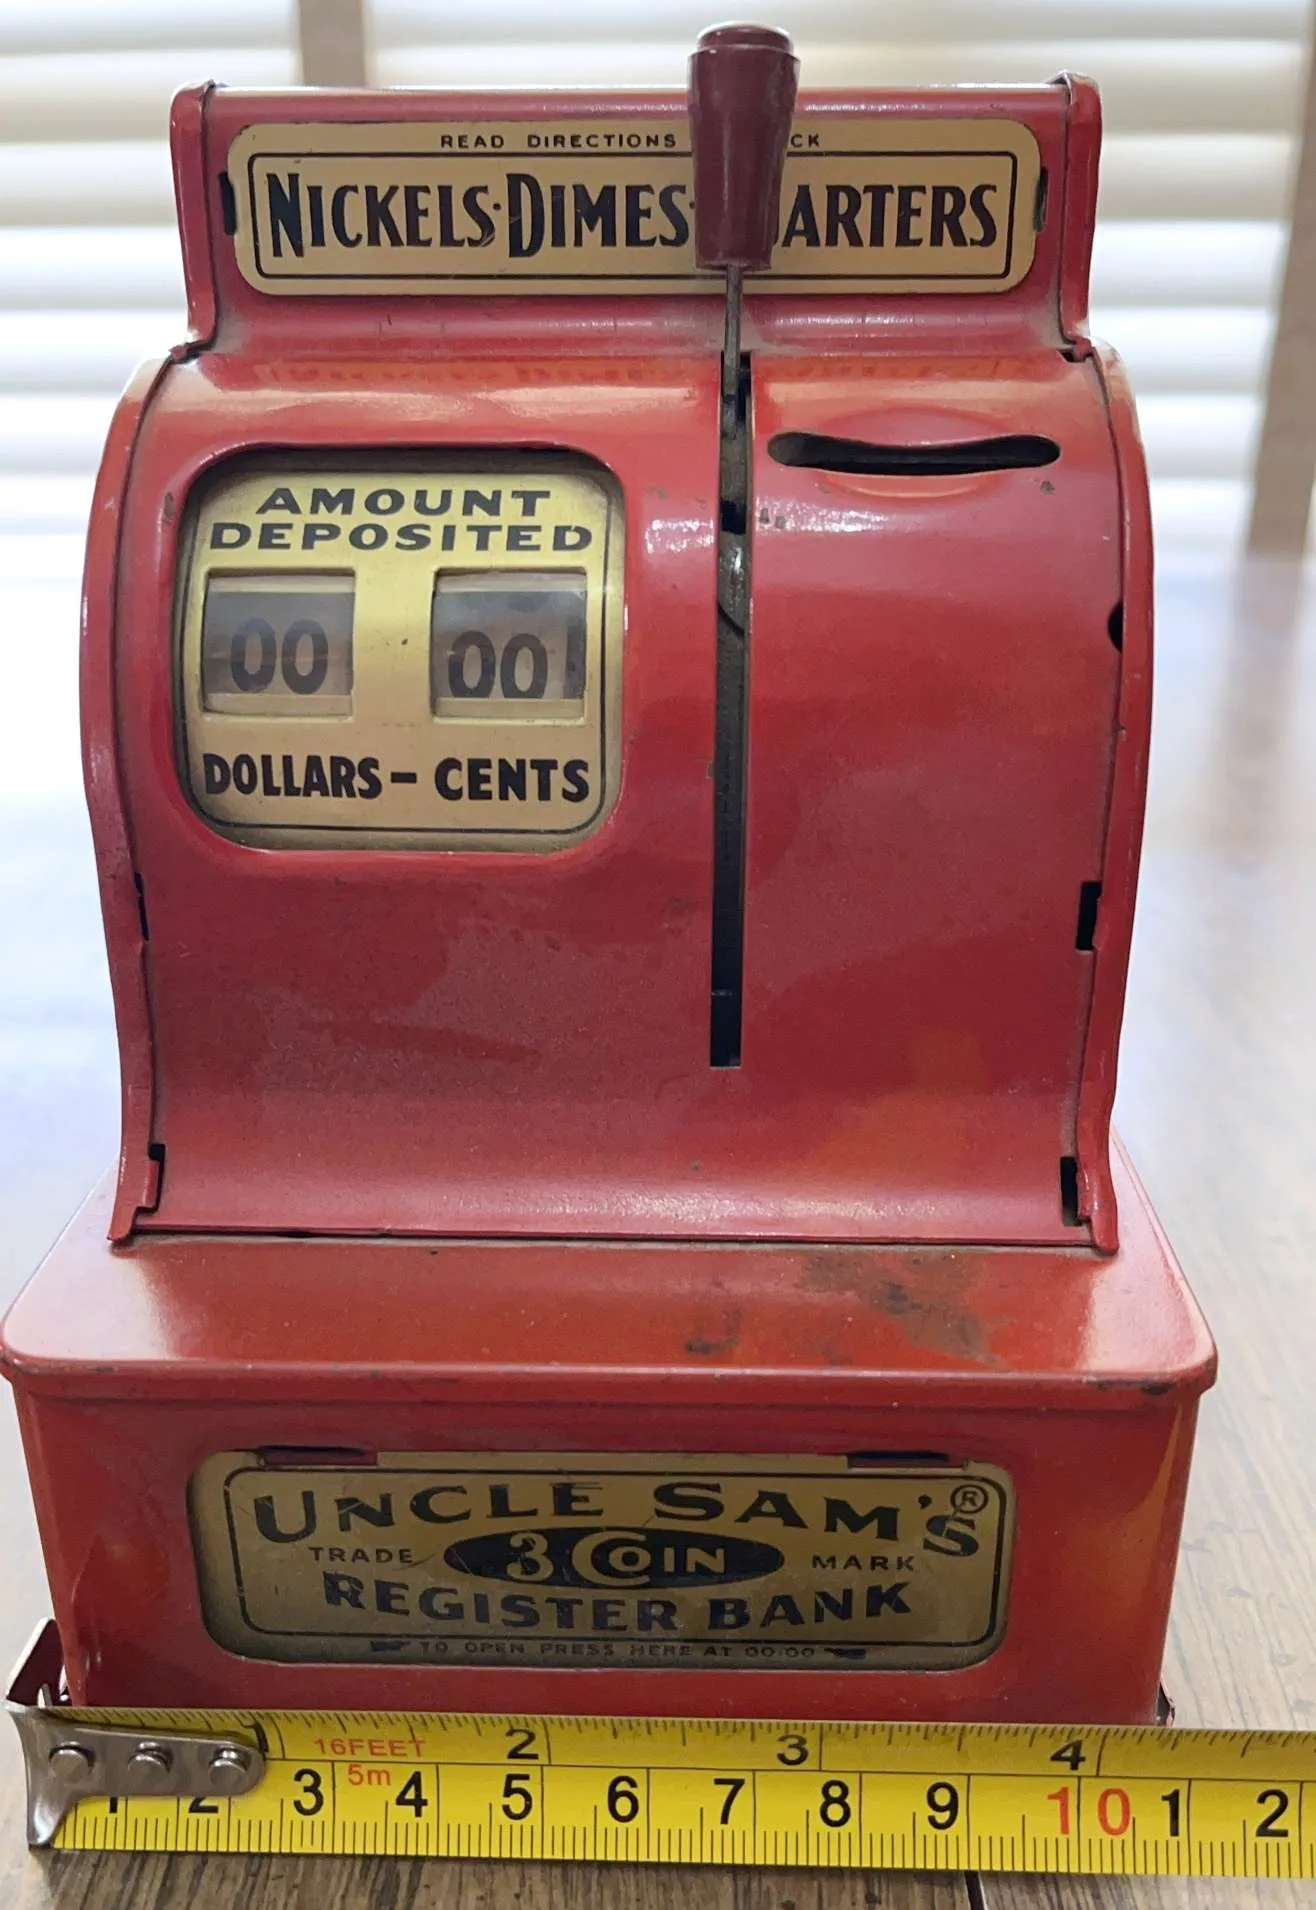 READ DIRECTIONS CK
NICKELS·DIMES· ARTERS
AMOUNT
DEPOSITED
00 00
DOLLARS – CENTS
UNCLE SAM'S®
TRADE 3 COIN MARK
REGISTER BANK
TO OPEN PRESS HERE AT 00:00
16FEET 2 3 4
5m
1 2 3 4 5 6 7 8 9 10 1 2